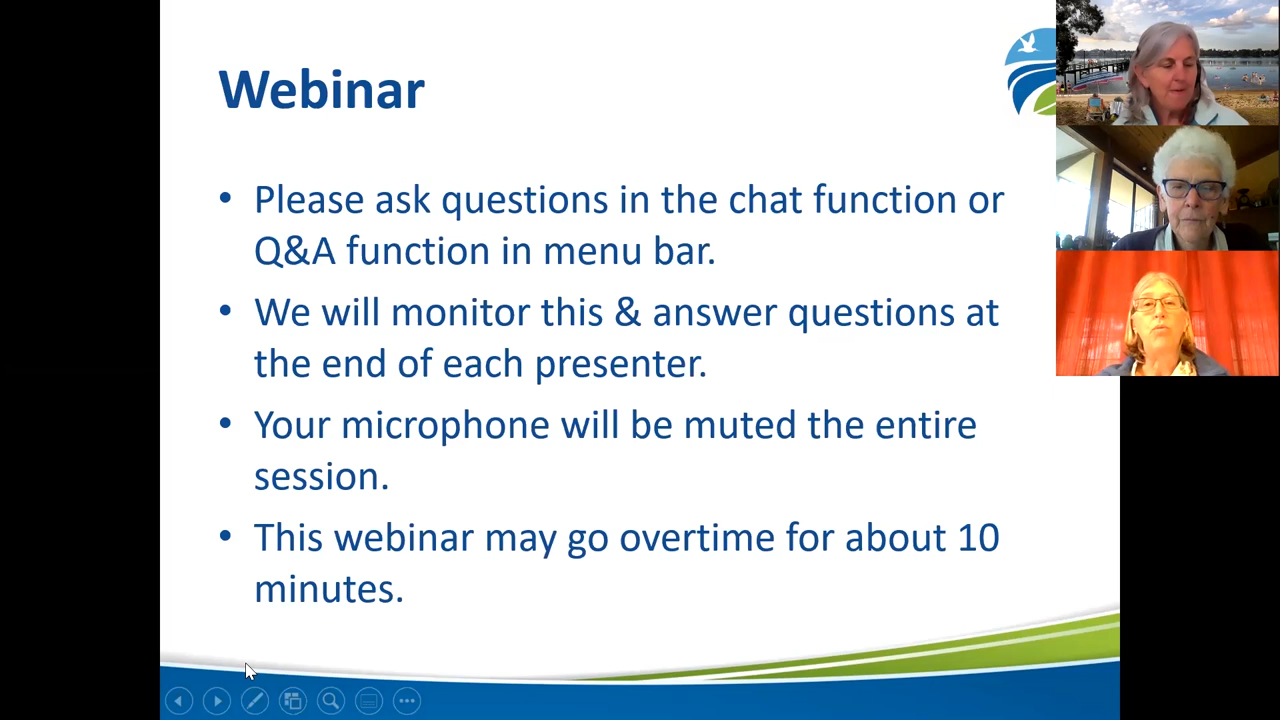 Webinar
• Please ask questions in the chat function or
Q&A function in menu bar.
• We will monitor this & answer questions at
the end of each presenter.
• Your microphone will be muted the entire
session.
• This webinar may go overtime for about 10
minutes.